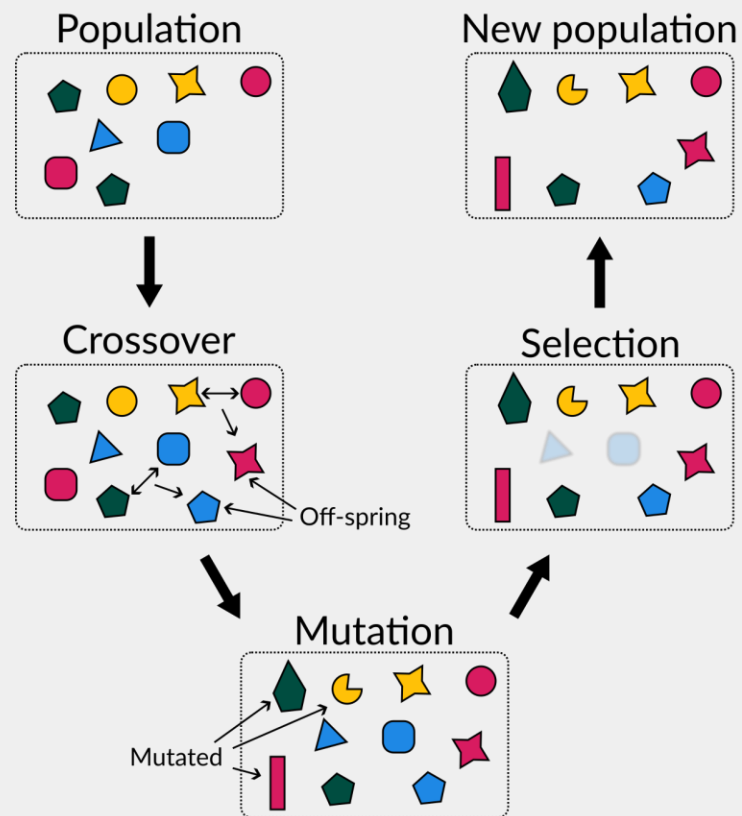 Population
New population
Crossover
Selection
Off-spring
Mutation
Mutated